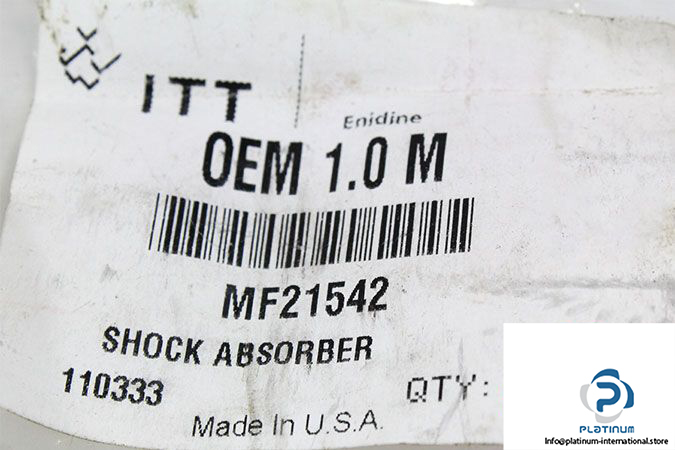 ITT
Enidine
OEM 1.0 M
MF21542
SHOCK ABSORBER
110333
QTY:
Made In U.S.A.
PLATINUM
Info@platinum-international.store